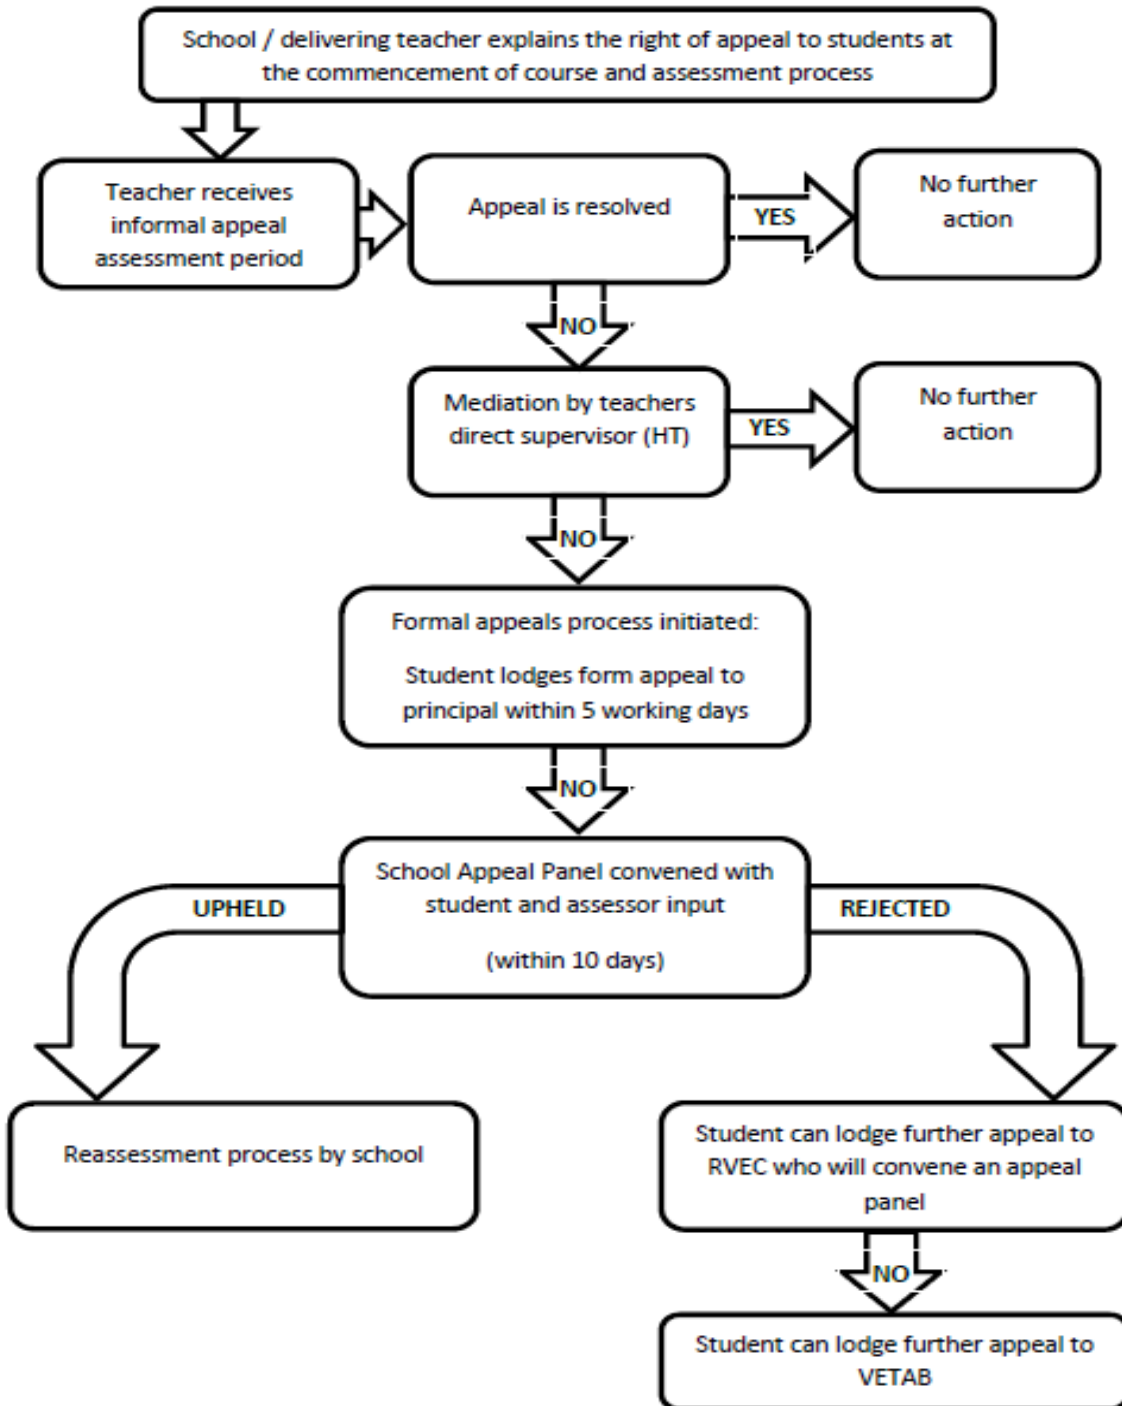 School / delivering teacher explains the right of appeal to students at
the commencement of course and assessment process
Teacher receives
informal appeal
assessment period
Appeal is resolved
YES
No further
action
NO
Mediation by teachers
direct supervisor (HT)
YES
No further
action
NO
Formal appeals process initiated:
Student lodges form appeal to
principal within 5 working days
NO
School Appeal Panel convened with
student and assessor input
(within 10 days)
UPHELD
REJECTED
Reassessment process by school
Student can lodge further appeal to
RVEC who will convene an appeal
panel
NO
Student can lodge further appeal to
VETAB